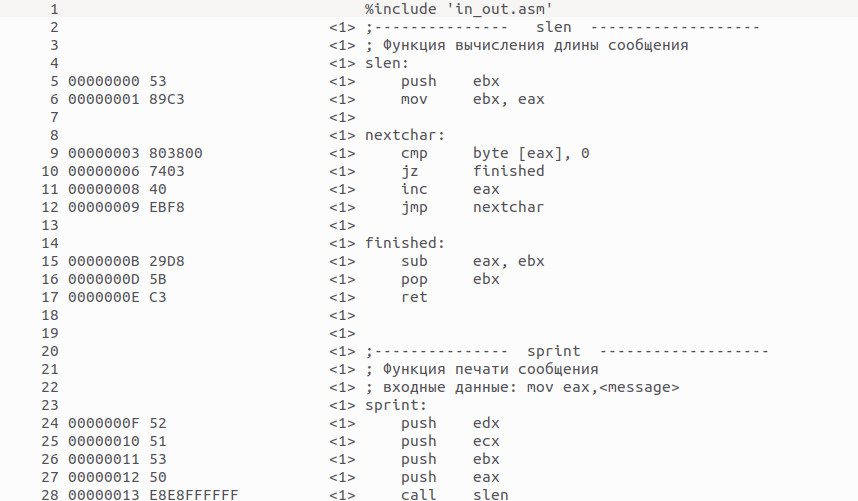 1 %include 'in_out.asm'
2 <1> ;--------------- slen -------------------
3 <1> ; Функция вычисления длины сообщения
4 <1> slen:
5 00000000 53 <1> push ebx
6 00000001 89C3 <1> mov ebx, eax
7 <1>
8 <1> nextchar:
9 00000003 803800 <1> cmp byte [eax], 0
10 00000006 7403 <1> jz finished
11 00000008 40 <1> inc eax
12 00000009 EBF8 <1> jmp nextchar
13 <1>
14 <1> finished:
15 0000000B 29D8 <1> sub eax, ebx
16 0000000D 5B <1> pop ebx
17 0000000E C3 <1> ret
18 <1>
19 <1>
20 <1> ;--------------- sprint -------------------
21 <1> ; Функция печати сообщения
22 <1> ; входные данные: mov eax,<message>
23 <1> sprint:
24 0000000F 52 <1> push edx
25 00000010 51 <1> push ecx
26 00000011 53 <1> push ebx
27 00000012 50 <1> push eax
28 00000013 E8E8FFFFFF <1> call slen